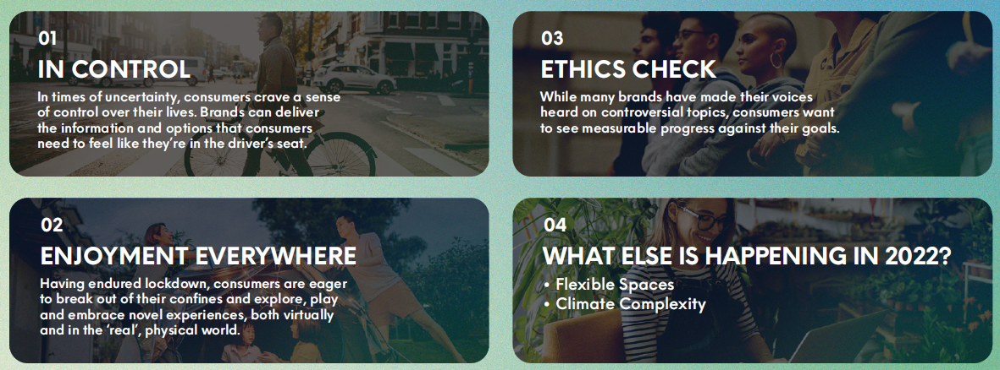 01
IN CONTROL
In times of uncertainty, consumers crave a sense
of control over their lives. Brands can deliver
the information and options that consumers
need to feel like they're in the driver's seat.
02
ENJOYMENT EVERYWHERE
Having endured lockdown, consumers are eager
to break out of their confines and explore, play
and embrace novel experiences, both virtually
and in the ‘real’, physical world.
03
ETHICS CHECK
While many brands have made their voices
heard on controversial topics, consumers want
to see measurable progress against their goals.
04
WHAT ELSE IS HAPPENING IN 2022?
• Flexible Spaces
• Climate Complexity